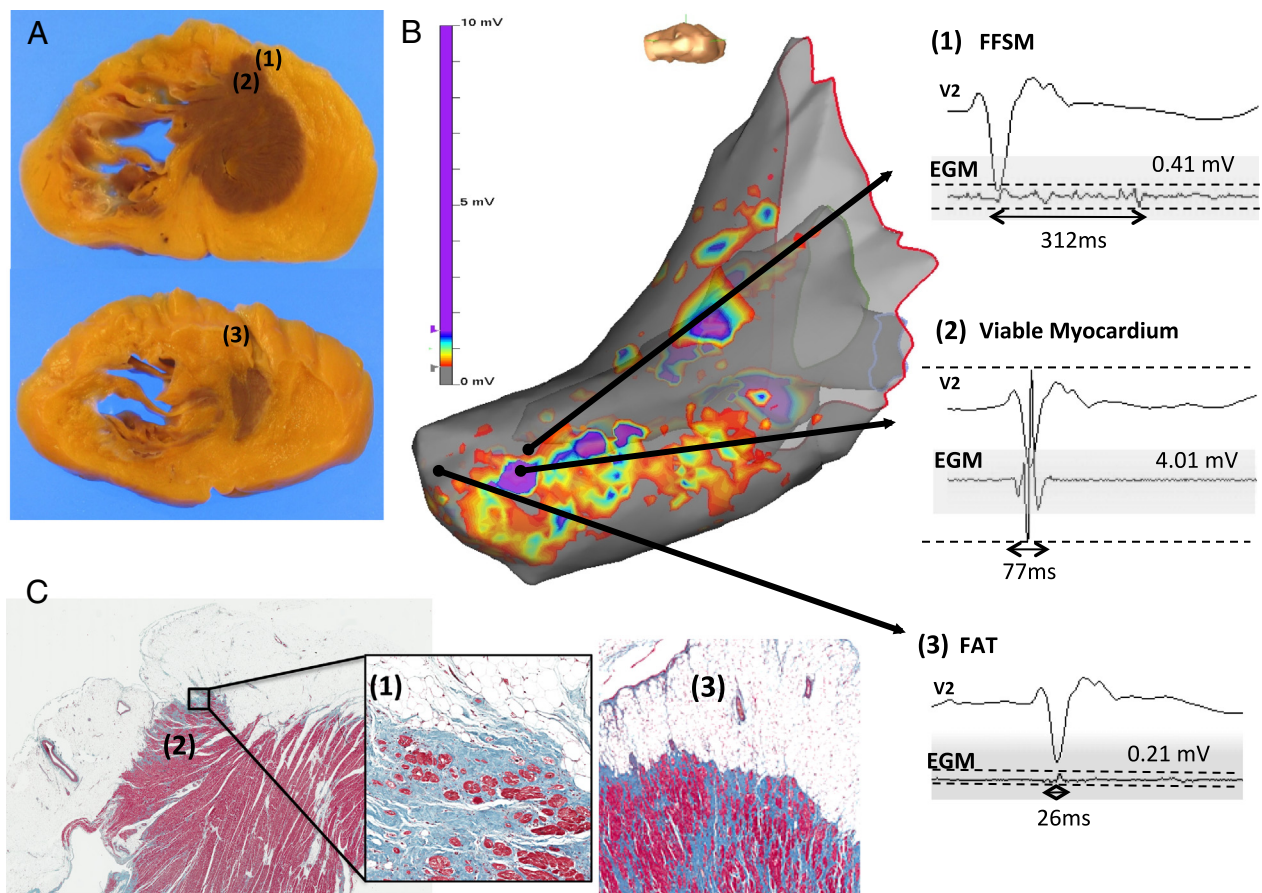 A
(1)
(2)
(3)
B
10 mV
5 mV
0 mV
(1) FFSM
V2
EGM
0.41 mV
312ms
(2) Viable Myocardium
V2
EGM
4.01 mV
77ms
(3) FAT
V2
EGM
0.21 mV
26ms
C
(2)
(1)
(3)